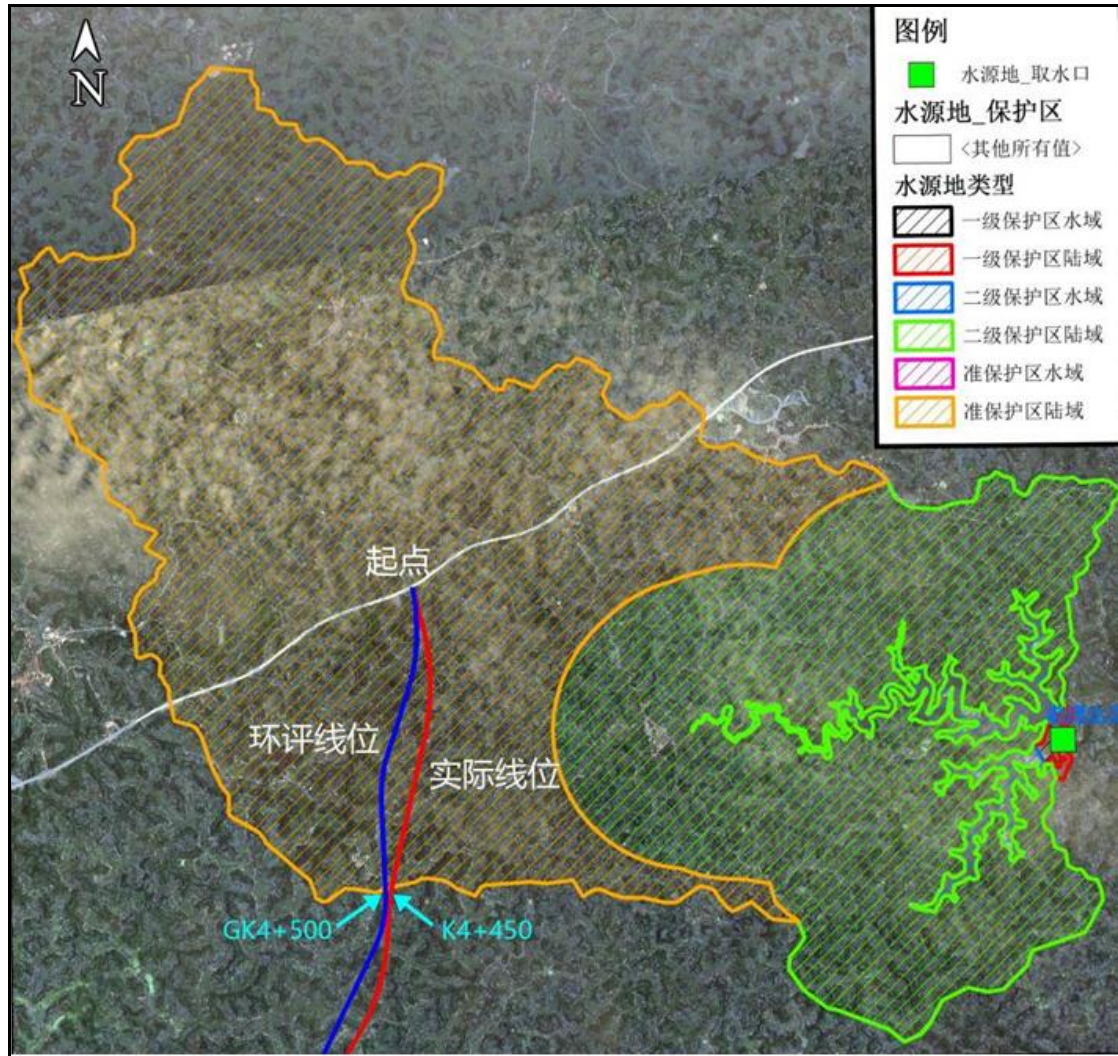 N
图例
水源地_取水口
水源地_保护区
<其他所有值>
水源地类型
一级保护区水域
一级保护区陆域
二级保护区水域
二级保护区陆域
准保护区水域
准保护区陆域
起点
环评线位
实际线位
GK4+500
K4+450